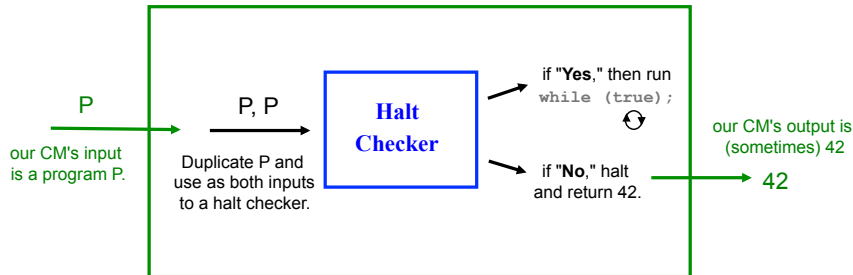 P
our CM's input
is a program P.
P, P
Duplicate P and
use as both inputs
to a halt checker.
Halt
Checker
if "Yes," then run
while (true);
if "No," halt
and return 42.
our CM's output is
(sometimes) 42
42